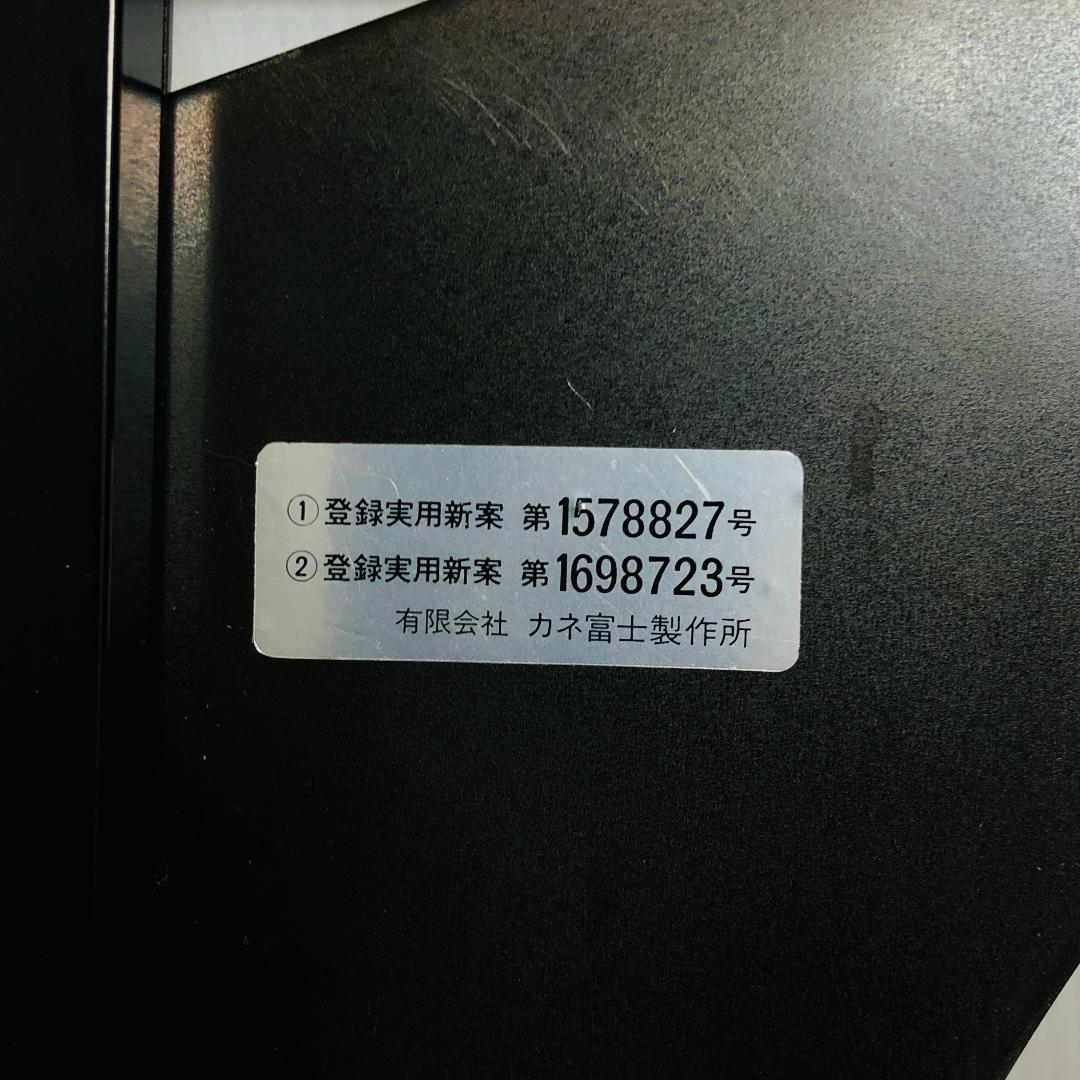 ①登録実用新案 第1578827号
②登録実用新案 第1698723号
有限会社 カネ富士製作所